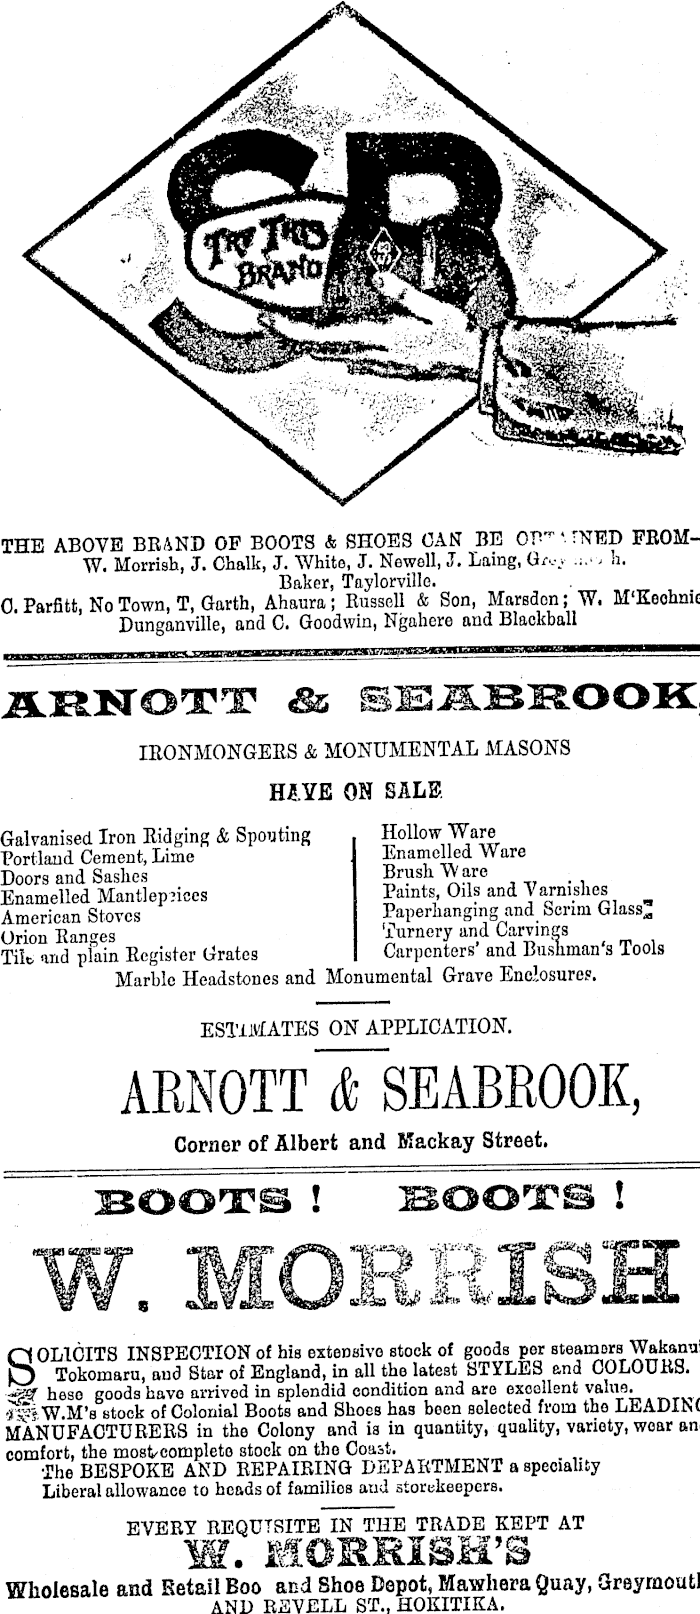 TRY THIS
BRAND
THE ABOVE BRAND OF BOOTS & SHOES CAN BE OBTAINED FROM—
W. Morrish, J. Chalk, J. White, J. Newell, J. Laing,
Baker, Taylorville.
C. Parfitt, No Town, T, Garth, Ahaura; Russell & Son, Marsden; W. M'Kechnie
Dunganville, and C. Goodwin, Ngahere and Blackball
ARNOTT & SEABROOK,
IRONMONGERS & MONUMENTAL MASONS
HAVE ON SALE
Galvanised Iron Ridging & Spouting
Portland Cement, Lime
Doors and Sashes
Enamelled Mantlepieces
American Stoves
Orion Ranges
Tile and plain Register Grates
Hollow Ware
Enamelled Ware
Brush Ware
Paints, Oils and Varnishes
Paperhanging and Scrim Glass
Turnery and Carvings
Carpenters' and Bushman's Tools
Marble Headstones and Monumental Grave Enclosures.
ESTIMATES ON APPLICATION.
ARNOTT & SEABROOK,
Corner of Albert and Mackay Street.
BOOTS! BOOTS!
W. MORRISH
SOLICITS INSPECTION of his extensive stock of goods per steamers Wakanui
Tokomaru, and Star of England, in all the latest STYLES and COLOURS.
hese goods have arrived in splendid condition and are excellent value.
W.M's stock of Colonial Boots and Shoes has been selected from the LEADING
MANUFACTURERS in the Colony and is in quantity, quality, variety, wear an
comfort, the most complete stock on the Coast.
The BESPOKE AND REPAIRING DEPARTMENT a speciality
Liberal allowance to heads of families and storekeepers.
EVERY REQUISITE IN THE TRADE KEPT AT
W. MORRISH'S
Wholesale and Retail Boo and Shoe Depot, Mawhera Quay, Greymouth
AND REVELL ST., HOKITIKA.